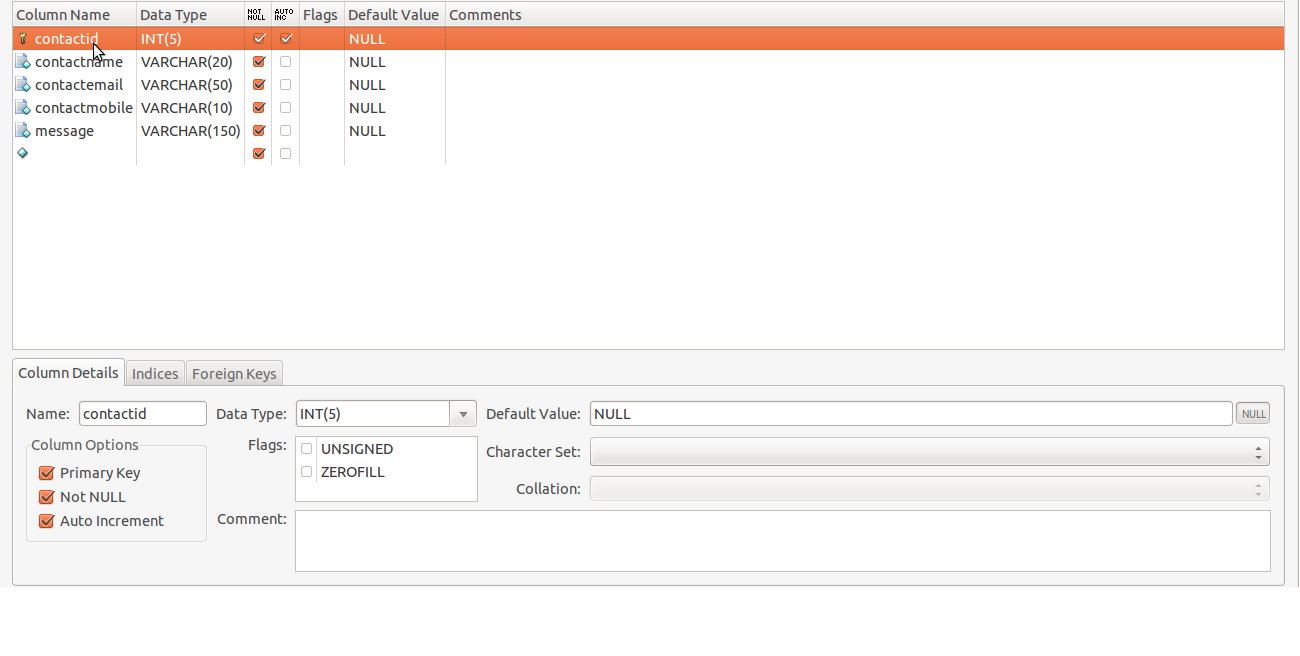 Column Name Data Type NOT NULL AUTO INC Flags Default Value Comments
contactid INT(5) NULL
contactname VARCHAR(20) NULL
contactemail VARCHAR(50) NULL
contactmobile VARCHAR(10) NULL
message VARCHAR(150) NULL
Column Details Indices Foreign Keys
Name: contactid Data Type: INT(5) Default Value: NULL NULL
Column Options Flags: UNSIGNED Character Set:
Primary Key ZEROFILL
Not NULL Collation:
Auto Increment Comment: